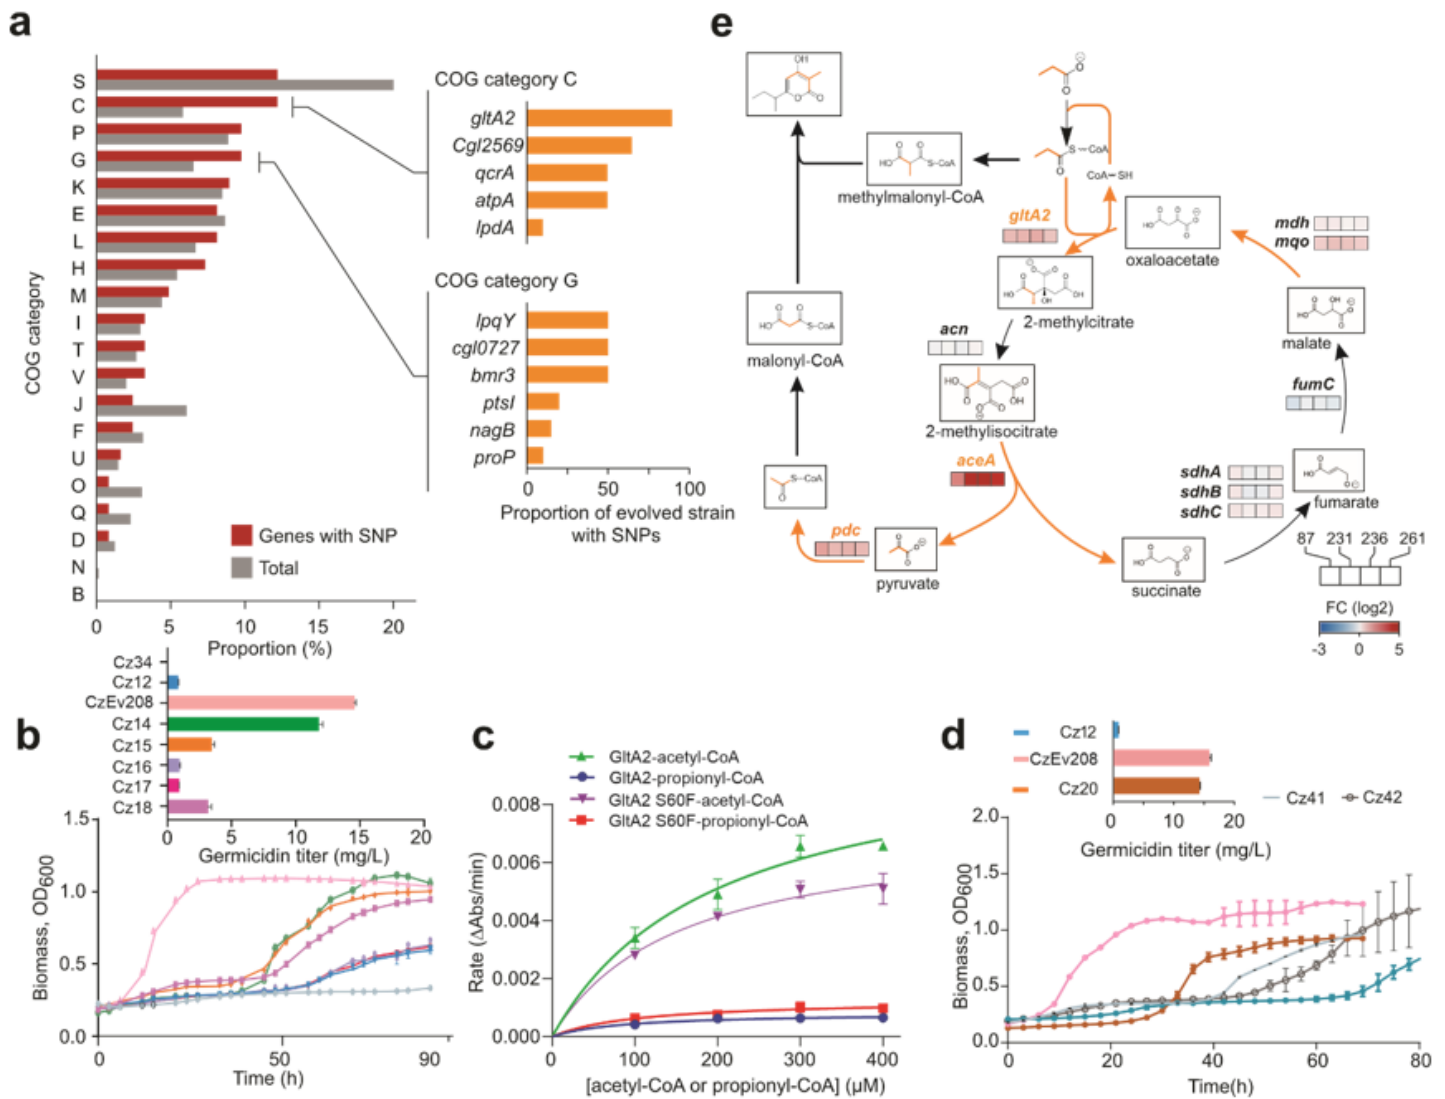 a
COG category
S
C
P
G
K
E
L
H
M
I
T
V
J
F
U
O
Q
D
N
B
0
5
10
15
20
Proportion (%)
Genes with SNP
Total
COG category C
gltA2
Cgl2569
qcrA
atpA
lpdA
COG category G
lpqY
cgl0727
bmr3
ptsI
nagB
proP
0
50
100
Proportion of evolved strain
with SNPs
e
methylmalonyl-CoA
malonyl-CoA
S-CoA
CoA-SH
gltA2
oxaloacetate
mdh
mqo
2-methylcitrate
malate
acn
2-methylisocitrate
fumC
aceA
sdhA
sdhB
sdhC
fumarate
pdc
pyruvate
succinate
87 231 236 261
FC (log2)
-3 0 5
b
Cz34
Cz12
CzEv208
Cz14
Cz15
Cz16
Cz17
Cz18
0 5 10 15 20
Germicidin titer (mg/L)
Biomass, OD600
1.5
1.0
0.5
0.0
0 50 90
Time (h)
c
GltA2-acetyl-CoA
GltA2-propionyl-CoA
GltA2 S60F-acetyl-CoA
GltA2 S60F-propionyl-CoA
Rate (ΔAbs/min)
0.008
0.006
0.004
0.002
0.000
0 100 200 300 400
[acetyl-CoA or propionyl-CoA] (µM)
d
Cz12
CzEv208
Cz20
0 10 20
Germicidin titer (mg/L)
Cz41
Cz42
Biomass, OD600
2.0
1.5
1.0
0.5
0.0
0 20 40 60 80
Time(h)